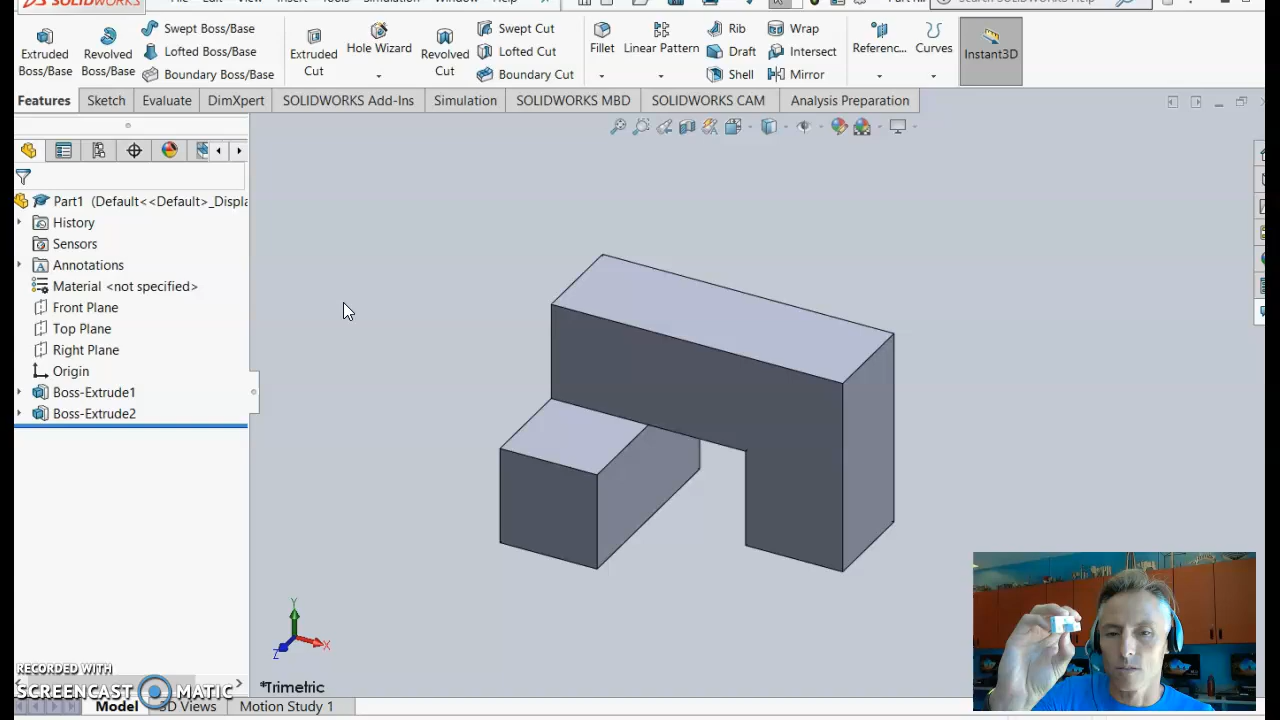 SOLIDWORKS
Extruded Boss/Base
Revolved Boss/Base
Swept Boss/Base
Lofted Boss/Base
Boundary Boss/Base
Extruded Cut
Hole Wizard
Revolved Cut
Swept Cut
Lofted Cut
Boundary Cut
Fillet
Linear Pattern
Rib
Draft
Shell
Wrap
Intersect
Mirror
Referenc...
Curves
Instant3D
Features Sketch Evaluate DimXpert SOLIDWORKS Add-Ins Simulation SOLIDWORKS MBD SOLIDWORKS CAM Analysis Preparation
Part1 (Default<<Default>_Displa
History
Sensors
Annotations
Material <not specified>
Front Plane
Top Plane
Right Plane
Origin
Boss-Extrude1
Boss-Extrude2
Y
X
Z
*Trimetric
RECORDED WITH
SCREENCAST MATIC
Model 3D Views Motion Study 1